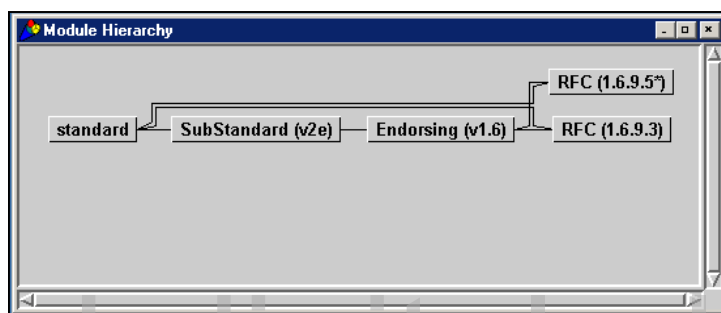 Module Hierarchy
RFC (1.6.9.5*)
standard SubStandard (v2e) Endorsing (v1.6) RFC (1.6.9.3)